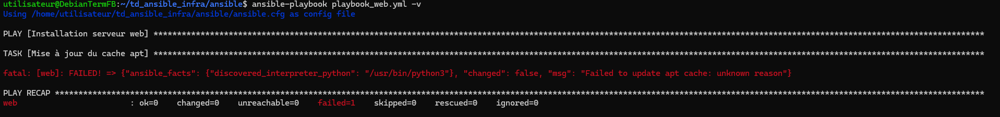 utilisateur@DebianTermFB:~/td_ansible_infra/ansible$ ansible-playbook playbook_web.yml -v
Using /home/utilisateur/td_ansible_infra/ansible/ansible.cfg as config file
PLAY [Installation serveur web] *********************************************************************************************************************************************************************************
TASK [Mise à jour du cache apt] *********************************************************************************************************************************************************************************
fatal: [web]: FAILED! => {"ansible_facts": {"discovered_interpreter_python": "/usr/bin/python3"}, "changed": false, "msg": "Failed to update apt cache: unknown reason"}
PLAY RECAP ******************************************************************************************************************************************************************************************************
web                        : ok=0    changed=0    unreachable=0    failed=1    skipped=0    rescued=0    ignored=0